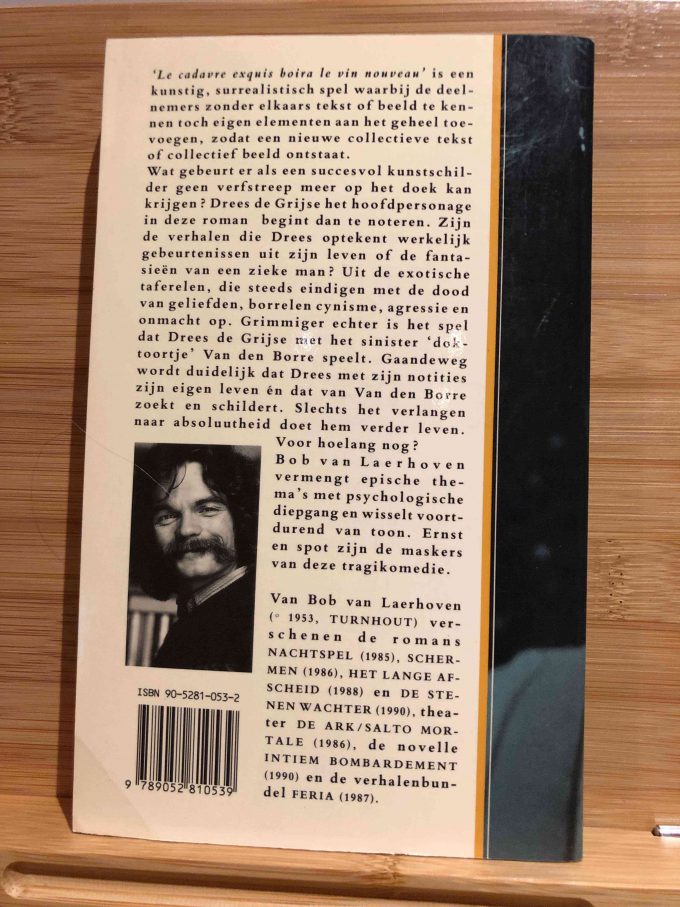 ‘Le cadavre exquis boira le vin nouveau’ is een
kunstig, surrealistisch spel waarbij de deel-
nemers zonder elkaars tekst of beeld te ken-
nen toch eigen elementen aan het geheel toe-
voegen, zodat een nieuwe collectieve tekst
of collectief beeld ontstaat.
Wat gebeurt er als een succesvol kunstschil-
der geen verfstreep meer op het doek kan
krijgen? Drees de Grijse het hoofdpersonage
in deze roman begint dan te noteren. Zijn
de verhalen die Drees optekent werkelijk
gebeurtenissen uit zijn leven of de fanta-
sieën van een zieke man? Uit de exotische
taferelen, die steeds eindigen met de dood
van geliefden, borrelen cynisme, agressie en
onmacht op. Grimmiger echter is het spel
dat Drees de Grijse met het sinister ‘dok-
toortje’ Van den Borre speelt. Gaandeweg
wordt duidelijk dat Drees met zijn notities
zijn eigen leven én dat van Van den Borre
zoekt en schildert. Slechts het verlangen
naar absoluutheid doet hem verder leven.
Voor hoelang nog?
Bob van Laerhoven
vermengt epische the-
ma’s met psychologische
diepgang en wisselt voort-
durend van toon. Ernst
en spot zijn de maskers
van deze tragikomedie.
Van Bob van Laerhoven
(° 1953, TURNHOUT) ver-
schenen de romans
NACHTSPEL (1985), SCHER-
MEN (1986), HET LANGE AF-
SCHEID (1988) en DE STE-
NEN WACHTER (1990), thea-
ter DE ARK/SALTO MOR-
TALE (1986), de novelle
INTIEM BOMBARDEMENT
(1990) en de verhalenbun-
del FERIA (1987).
ISBN 90-5281-053-2
9 789052 810539